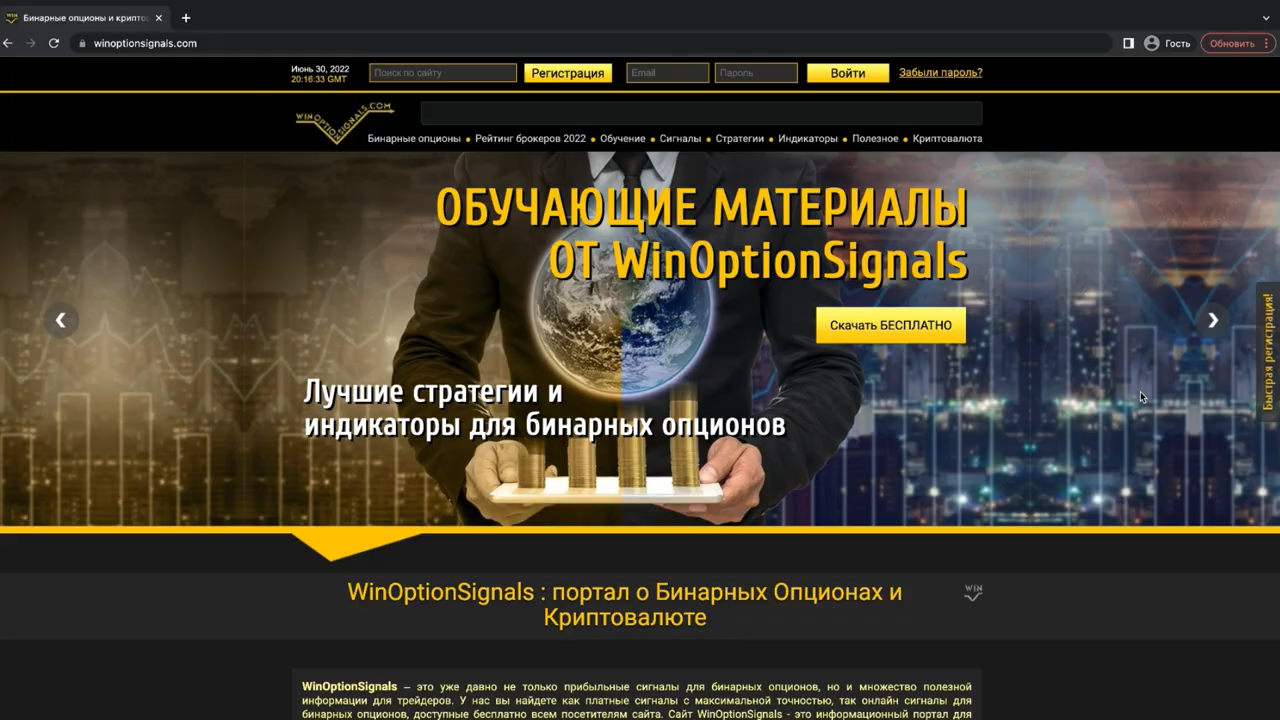 Бинарные опционы и крипто
winoptionsignals.com
Гость
Обновить
Июнь 30, 2022
20:16:33 GMT
Поиск по сайту
Регистрация
Email
Пароль
Войти
Забыли пароль?
WINOPTIONSIGNALS.COM
Бинарные опционы • Рейтинг брокеров 2022 • Обучение • Сигналы • Стратегии • Индикаторы • Полезное • Криптовалюта
ОБУЧАЮЩИЕ МАТЕРИАЛЫ
ОТ WinOptionSignals
Скачать БЕСПЛАТНО
Быстрая регистрация!
Лучшие стратегии и
индикаторы для бинарных опционов
WinOptionSignals : портал о Бинарных Опционах и
Криптовалюте
WIN
WinOptionSignals – это уже давно не только прибыльные сигналы для бинарных опционов, но и множество полезной
информации для трейдеров. У нас вы найдете как платные сигналы с максимальной точностью, так онлайн сигналы для
бинарных опционов, доступные бесплатно всем посетителям сайта. Сайт WinOptionSignals - это информационный портал для